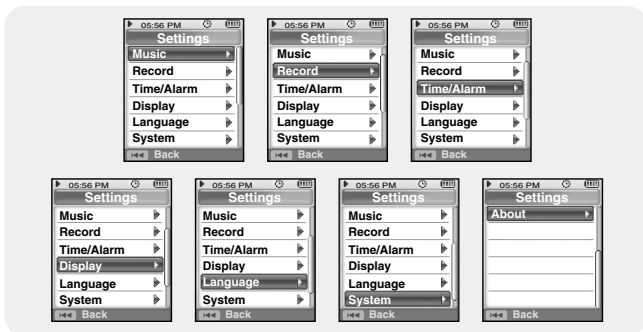 05:56 PM
Settings
Music
Record
Time/Alarm
Display
Language
System
Back
05:56 PM
Settings
Music
Record
Time/Alarm
Display
Language
System
Back
05:56 PM
Settings
Music
Record
Time/Alarm
Display
Language
System
Back
05:56 PM
Settings
Music
Record
Time/Alarm
Display
Language
System
Back
05:56 PM
Settings
Music
Record
Time/Alarm
Display
Language
System
Back
05:56 PM
Settings
Music
Record
Time/Alarm
Display
Language
System
Back
05:56 PM
Settings
About
Back